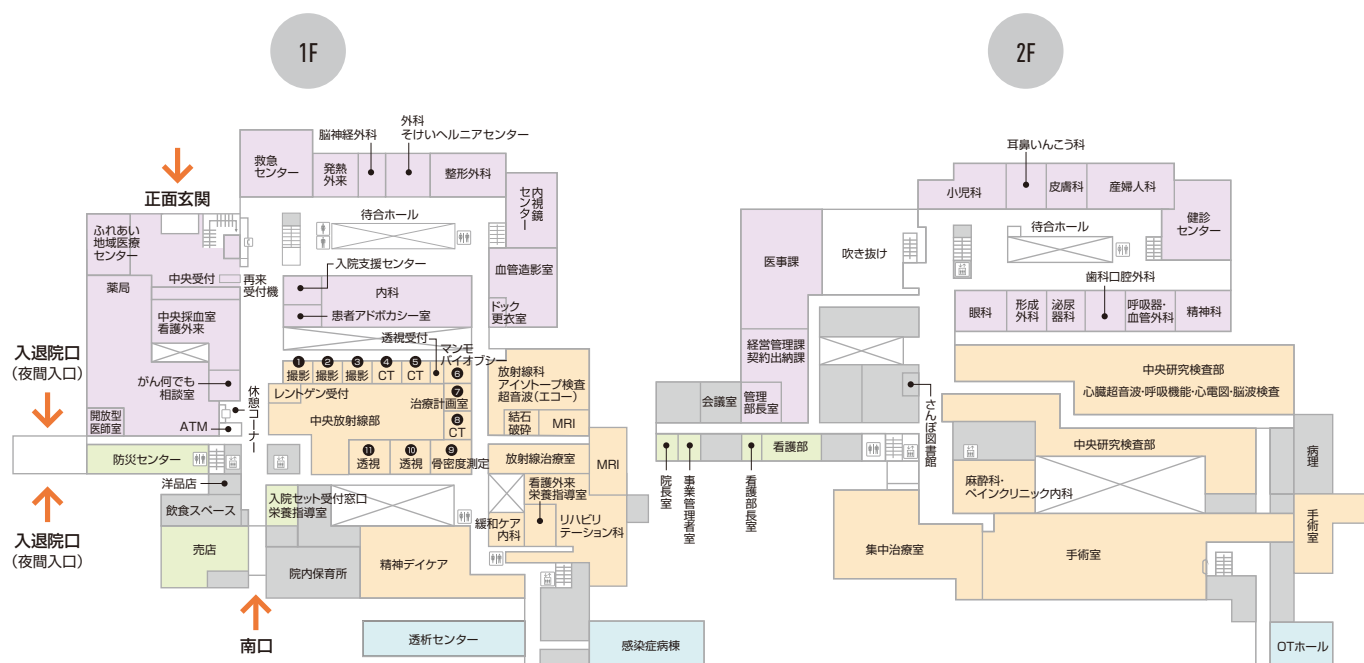 1F
正面玄関
入退院口
(夜間入口)
入退院口
(夜間入口)
南口
救急
センター
発熱
外来
脳神経外科
外科
そけいヘルニアセンター
整形外科
内視鏡
センター
待合ホール
血管造影室
ドック
更衣室
ふれあい
地域医療
センター
中央受付
再来
受付機
薬局
中央採血室
看護外来
がん何でも
相談室
開放型
医師室
ATM
休憩コーナー
入院支援センター
内科
患者アドボカシー室
透視受付
マンモ
バイオプシー
❶
撮影
❷
撮影
❸
撮影
❹
CT
❺
CT
❻
❼
治療計画室
❽
CT
❾
骨密度測定
❿
透視
⓫
透視
レントゲン受付
中央放射線部
放射線科
アイソトープ検査
超音波(エコー)
結石
破砕
MRI
放射線治療室
MRI
看護外来
栄養指導室
緩和ケア
内科
リハビリ
テーション科
防災センター
洋品店
飲食スペース
売店
入院セット受付窓口
栄養指導室
院内保育所
精神デイケア
透析センター
感染症病棟
2F
耳鼻いんこう科
小児科
皮膚科
産婦人科
健診
センター
待合ホール
医事課
吹き抜け
歯科口腔外科
眼科
形成
外科
泌尿
器科
呼吸器・
血管外科
精神科
経営管理課
契約出納課
会議室
管理
部長室
さんぽ図書館
院長室
事業管理者室
看護部長室
看護部
中央研究検査部
心臓超音波・呼吸機能・心電図・脳波検査
中央研究検査部
麻酔科・
ペインクリニック内科
病理
手術室
集中治療室
手術室
OTホール